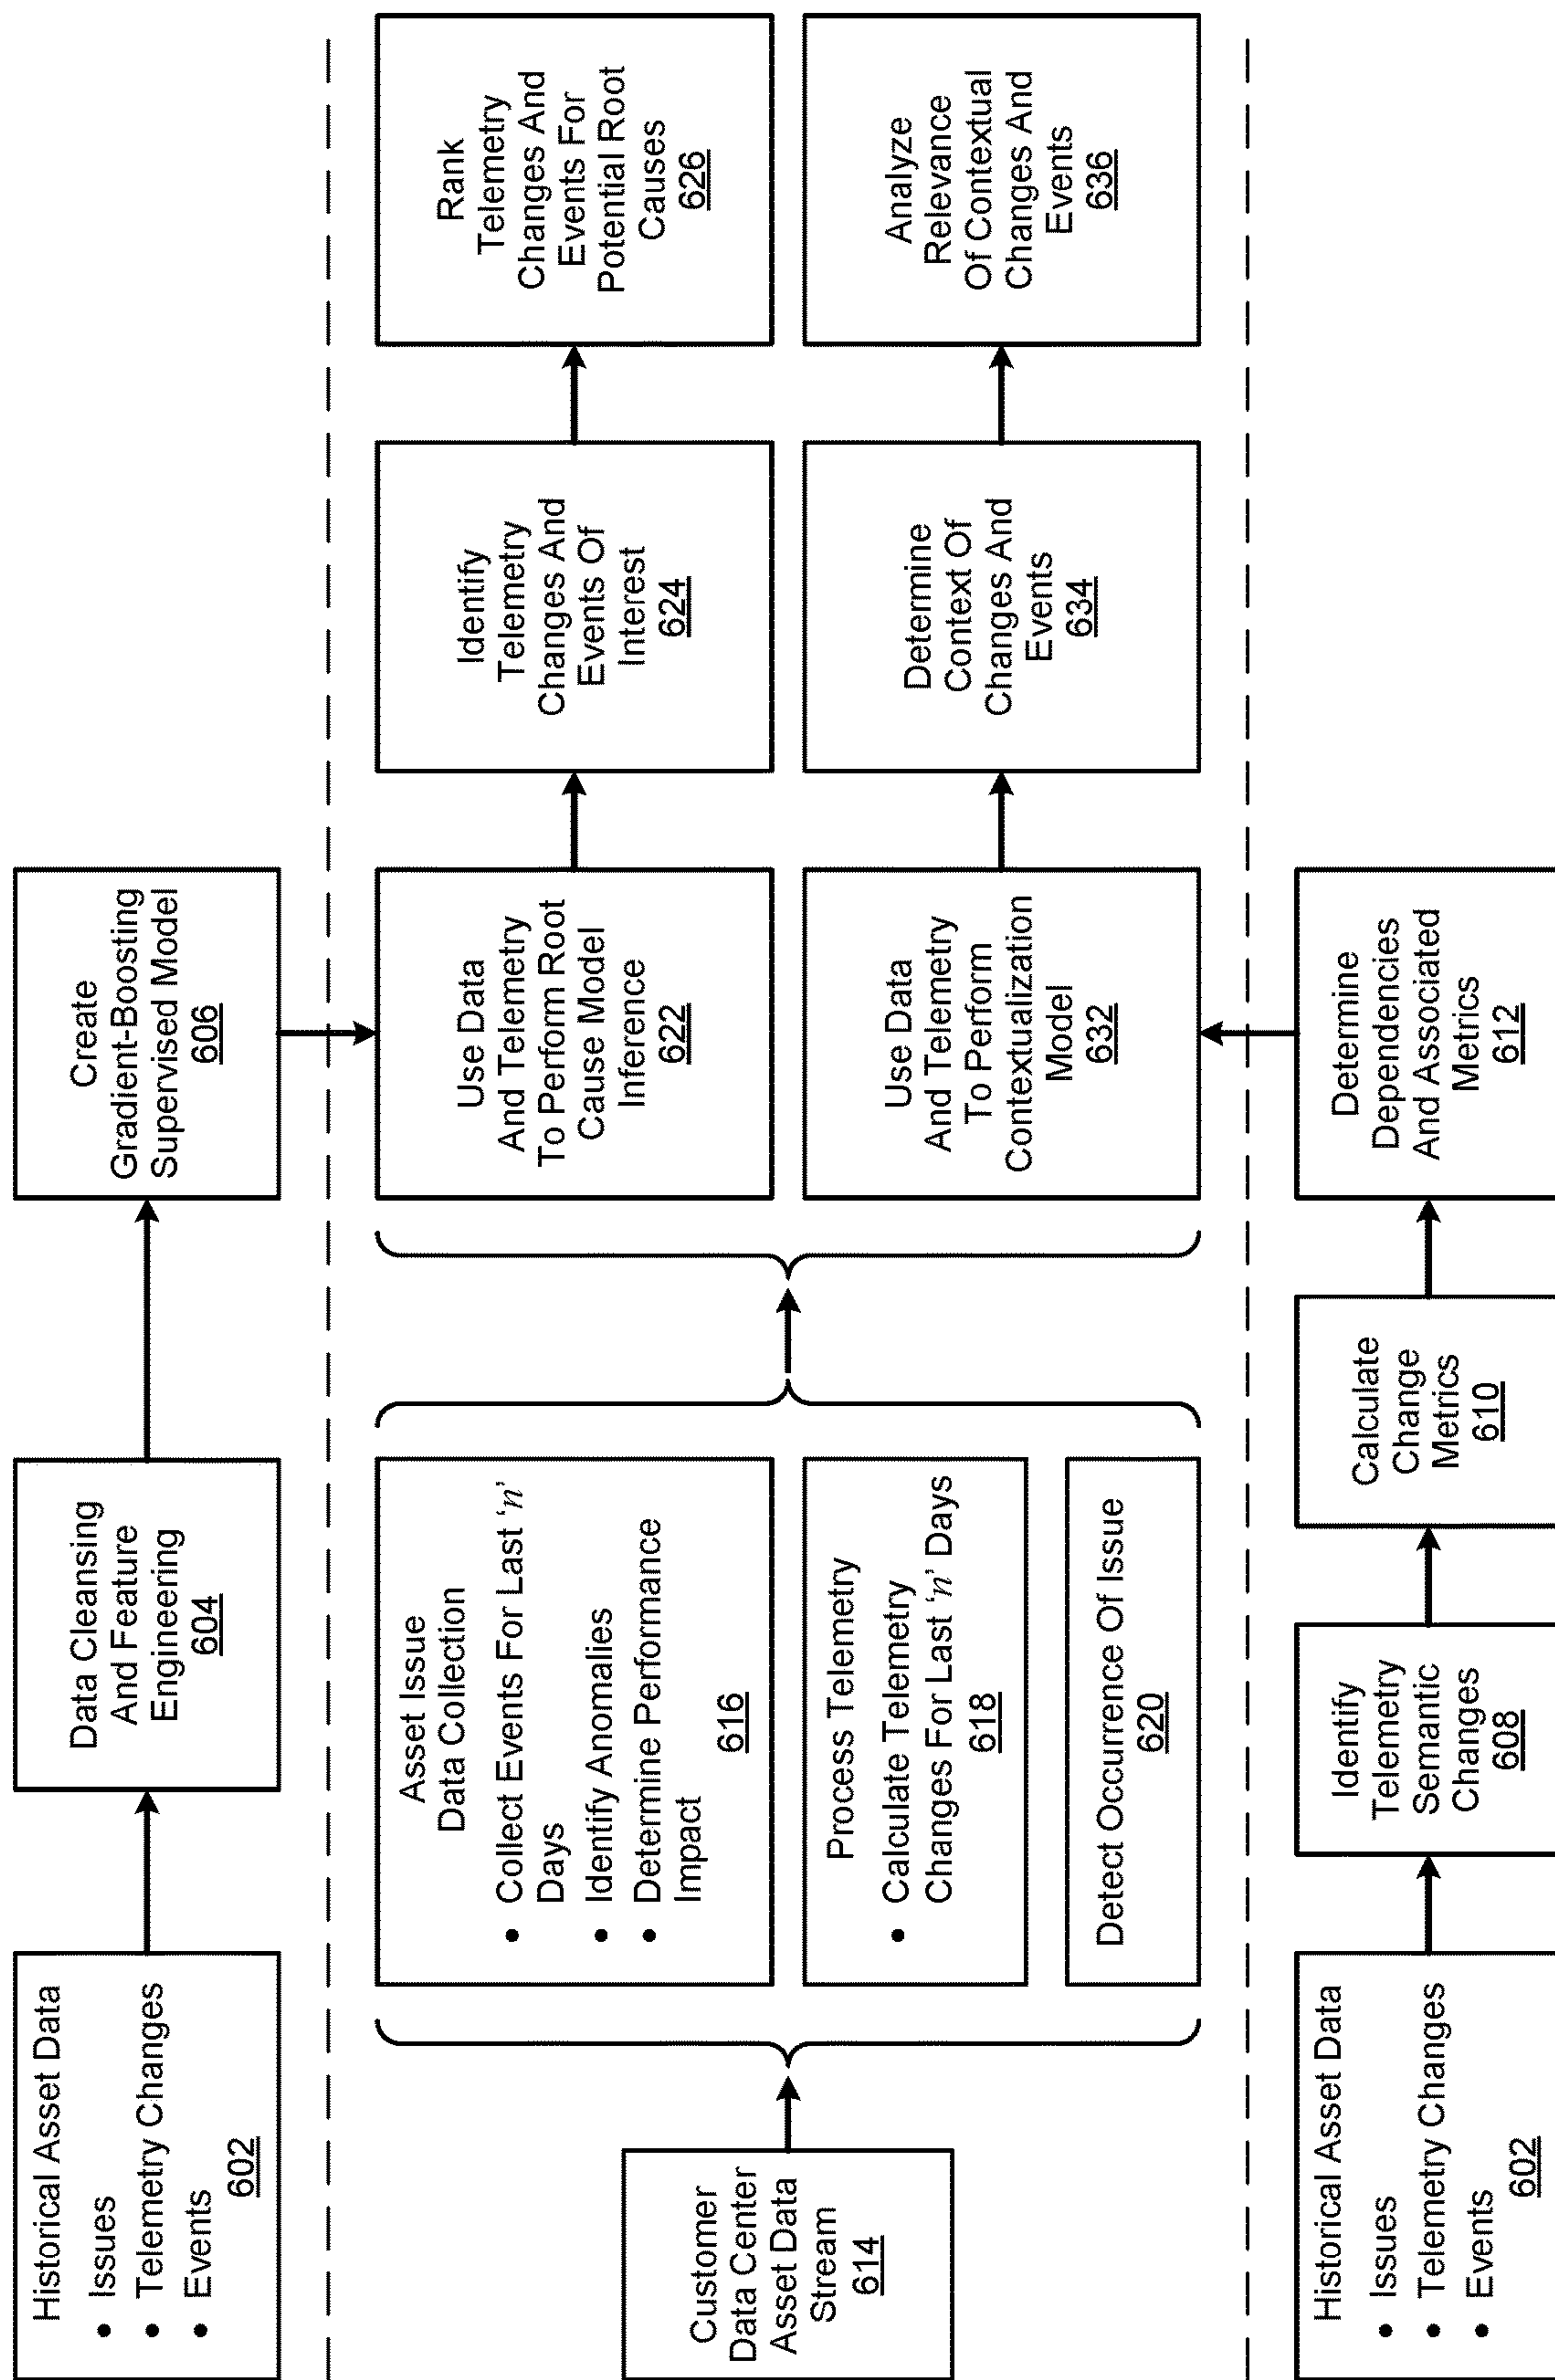 Historical Asset Data
• Issues
• Telemetry Changes
• Events
602
Data Cleansing
And Feature
Engineering
604
Create
Gradient-Boosting
Supervised Model
606
Customer
Data Center
Asset Data
Stream
614
Asset Issue
Data Collection
• Collect Events For Last ‘n’
Days
• Identify Anomalies
• Determine Performance
Impact
616
Process Telemetry
• Calculate Telemetry
Changes For Last ‘n’ Days
618
Detect Occurrence Of Issue
620
Use Data
And Telemetry
To Perform Root
Cause Model
Inference
622
Identify
Telemetry
Changes And
Events Of
Interest
624
Rank
Telemetry
Changes And
Events For
Potential Root
Causes
626
Use Data
And Telemetry
To Perform
Contextualization
Model
632
Determine
Context Of
Changes And
Events
634
Analyze
Relevance
Of Contextual
Changes And
Events
636
Historical Asset Data
• Issues
• Telemetry Changes
• Events
602
Identify
Telemetry
Semantic
Changes
608
Calculate
Change
Metrics
610
Determine
Dependencies
And Associated
Metrics
612